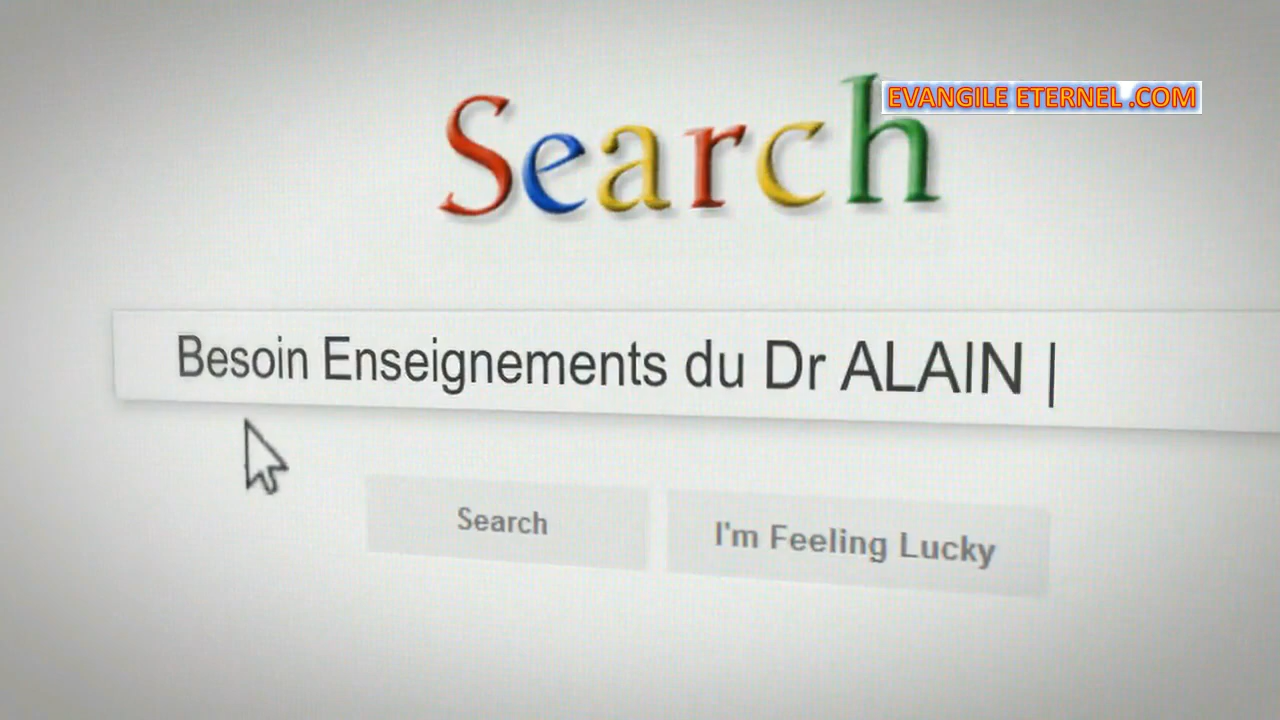 EVANGILE ETERNEL .COM
Search
Besoin Enseignements du Dr ALAIN |
Search
I'm Feeling Lucky